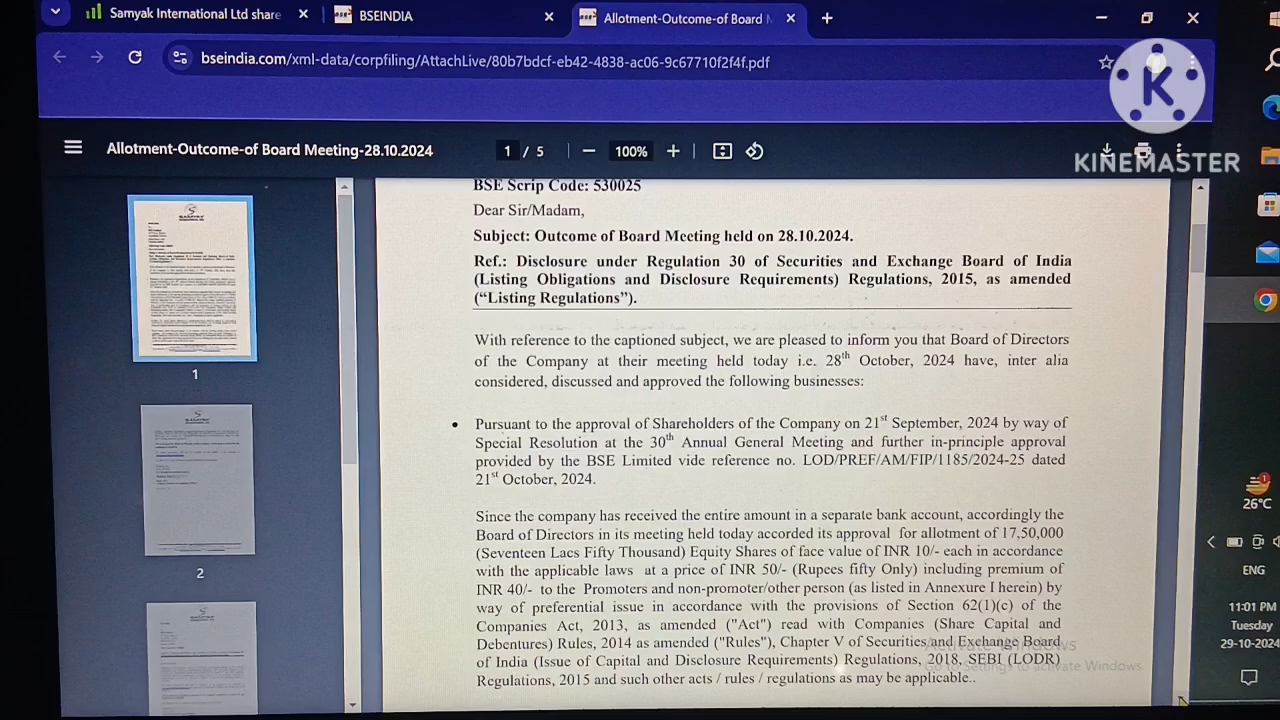 Samyak International Ltd share
BSEINDIA
Allotment-Outcome-of Board M
bseindia.com/xml-data/corpfiling/AttachLive/80b7bdcf-eb42-4838-ac06-9c67710f2f4f.pdf
K
KINEMASTER
Allotment-Outcome-of Board Meeting-28.10.2024
1 / 5
100%
BSE Scrip Code: 530025
Dear Sir/Madam,
Subject: Outcome of Board Meeting held on 28.10.2024.
Ref.: Disclosure under Regulation 30 of Securities and Exchange Board of India
(Listing Obligations and Disclosure Requirements) Regulations, 2015, as amended
(“Listing Regulations”).
With reference to the captioned subject, we are pleased to inform you that Board of Directors
of the Company at their meeting held today i.e. 28th October, 2024 have, inter alia
considered, discussed and approved the following businesses:
• Pursuant to the approval of Shareholders of the Company on 21st September, 2024 by way of
Special Resolution at the 30th Annual General Meeting and further in-principle approval
provided by the BSE Limited vide reference no. LOD/PREF/AM/FIP/1185/2024-25 dated
21st October, 2024.
Since the company has received the entire amount in a separate bank account, accordingly the
Board of Directors in its meeting held today accorded its approval for allotment of 17,50,000
(Seventeen Lacs Fifty Thousand) Equity Shares of face value of INR 10/- each in accordance
with the applicable laws at a price of INR 50/- (Rupees fifty Only) including premium of
INR 40/- to the Promoters and non-promoter/other person (as listed in Annexure I herein) by
way of preferential issue in accordance with the provisions of Section 62(1)(c) of the
Companies Act, 2013, as amended ("Act") read with Companies (Share Capital and
Debentures) Rules, 2014 as amended ("Rules"), Chapter V of Securities and Exchange Board
of India (Issue of Capital and Disclosure Requirements) Regulations, 2018, SEBI (LODR)
Regulations, 2015 and such other acts / rules / regulations as may be applicable..
Activate Windows
Go to Settings to activate Windows.
1
2
1
26°C
ENG
11:01 PM
Tuesday
29-10-2024